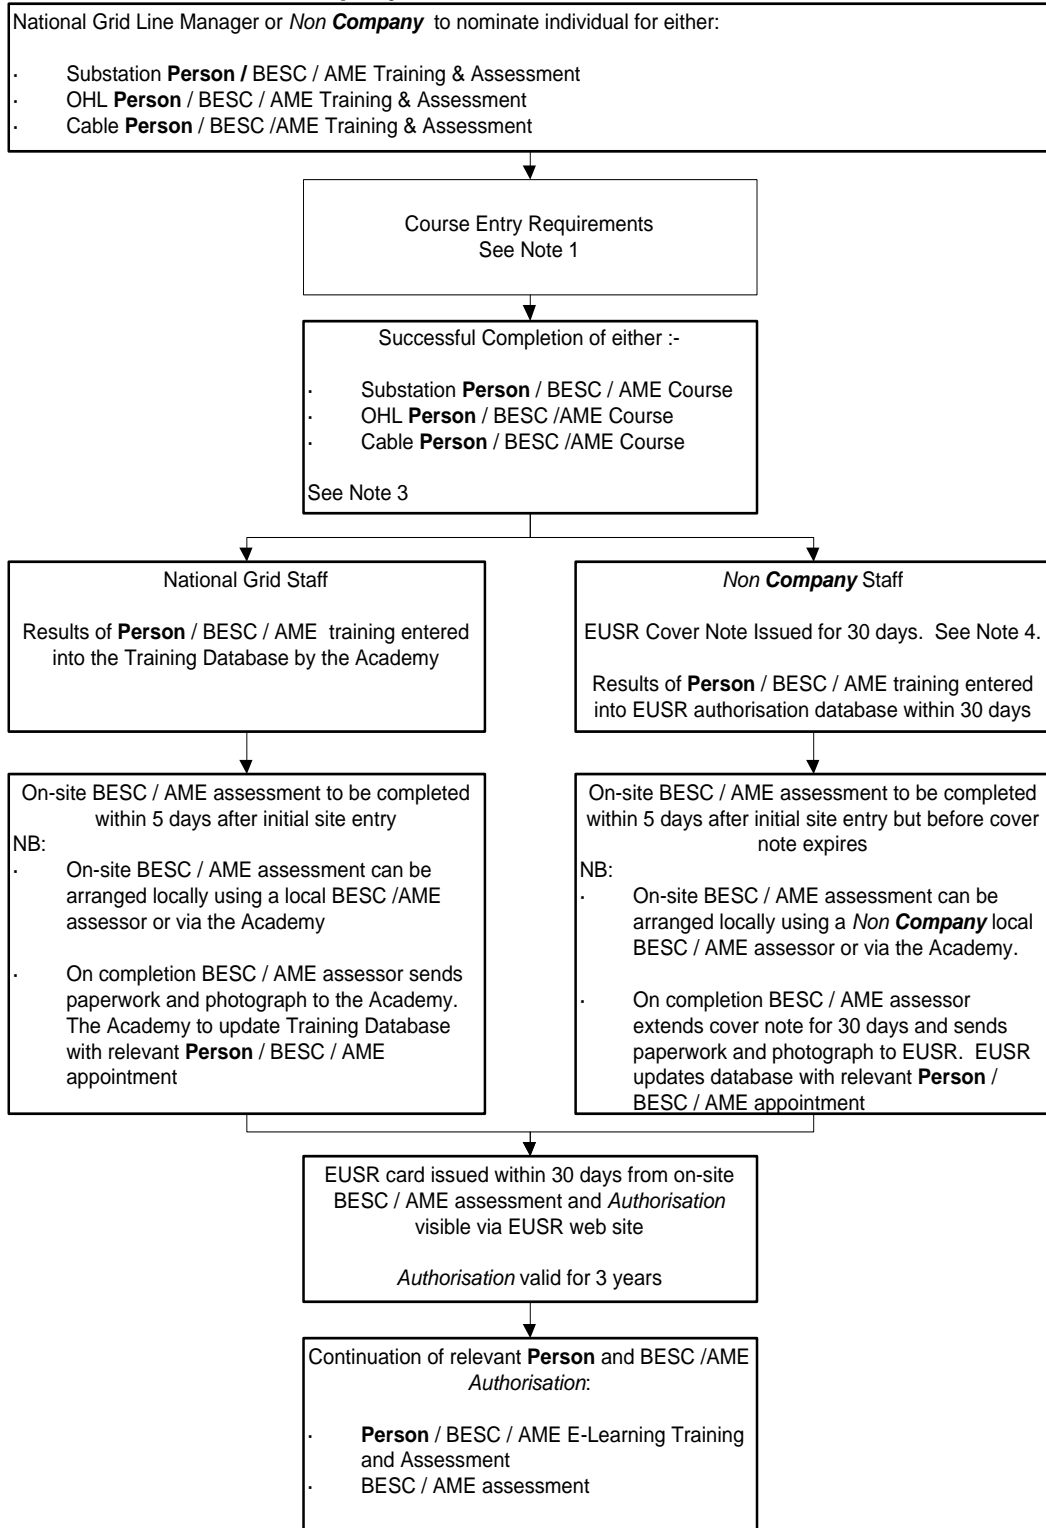 National Grid Line Manager or Non Company to nominate individual for either:
· Substation Person / BESC / AME Training & Assessment
· OHL Person / BESC / AME Training & Assessment
· Cable Person / BESC /AME Training & Assessment
Course Entry Requirements
See Note 1
Successful Completion of either :-
· Substation Person / BESC / AME Course
· OHL Person / BESC /AME Course
· Cable Person / BESC /AME Course
See Note 3
National Grid Staff
Results of Person / BESC / AME training entered
into the Training Database by the Academy
Non Company Staff
EUSR Cover Note Issued for 30 days. See Note 4.
Results of Person / BESC / AME training entered
into EUSR authorisation database within 30 days
On-site BESC / AME assessment to be completed
within 5 days after initial site entry
NB:
· On-site BESC / AME assessment can be
arranged locally using a local BESC /AME
assessor or via the Academy
· On completion BESC / AME assessor sends
paperwork and photograph to the Academy.
The Academy to update Training Database
with relevant Person / BESC / AME
appointment
On-site BESC / AME assessment to be completed
within 5 days after initial site entry but before cover
note expires
NB:
· On-site BESC / AME assessment can be
arranged locally using a Non Company local
BESC / AME assessor or via the Academy.
· On completion BESC / AME assessor
extends cover note for 30 days and sends
paperwork and photograph to EUSR. EUSR
updates database with relevant Person /
BESC / AME appointment
EUSR card issued within 30 days from on-site
BESC / AME assessment and Authorisation
visible via EUSR web site
Authorisation valid for 3 years
Continuation of relevant Person and BESC /AME
Authorisation:
· Person / BESC / AME E-Learning Training
and Assessment
· BESC / AME assessment